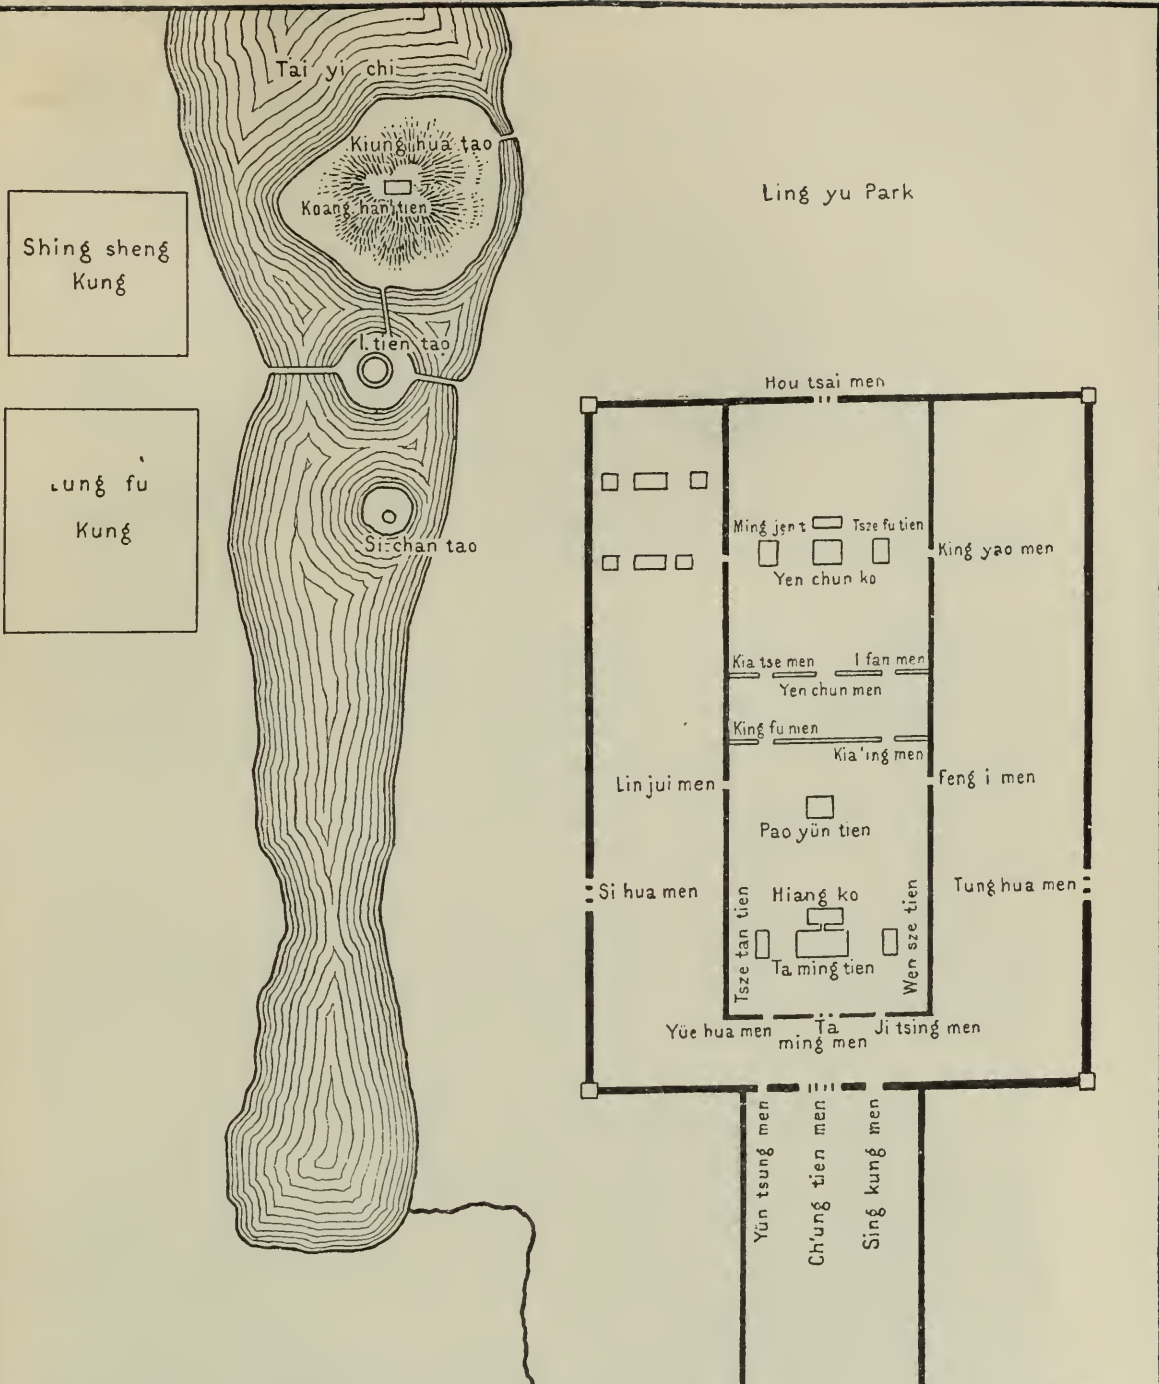 Tai yi chi
Kiung hua tao
Koang han tien
Ling yu Park
Shing sheng
Kung
I. tien tao
Hou tsai men
fu
Kung
Si-chan tao
Ming jen t
Tsze fu tien
King yao men
Yen chun ko
Kia tse men
I fan men
Yen chun men
King fu men
Kia'ing men
Lin jui men
Feng i men
Pao yün tien
Si hua men
Hiang ko
Tung hua men
Tsze tan tien
Wen sze tien
Ta ming tien
Yüe hua men
Ta
ming men
Ji tsing men
Yün tsung men
Ch'ung tien men
Sing kung men